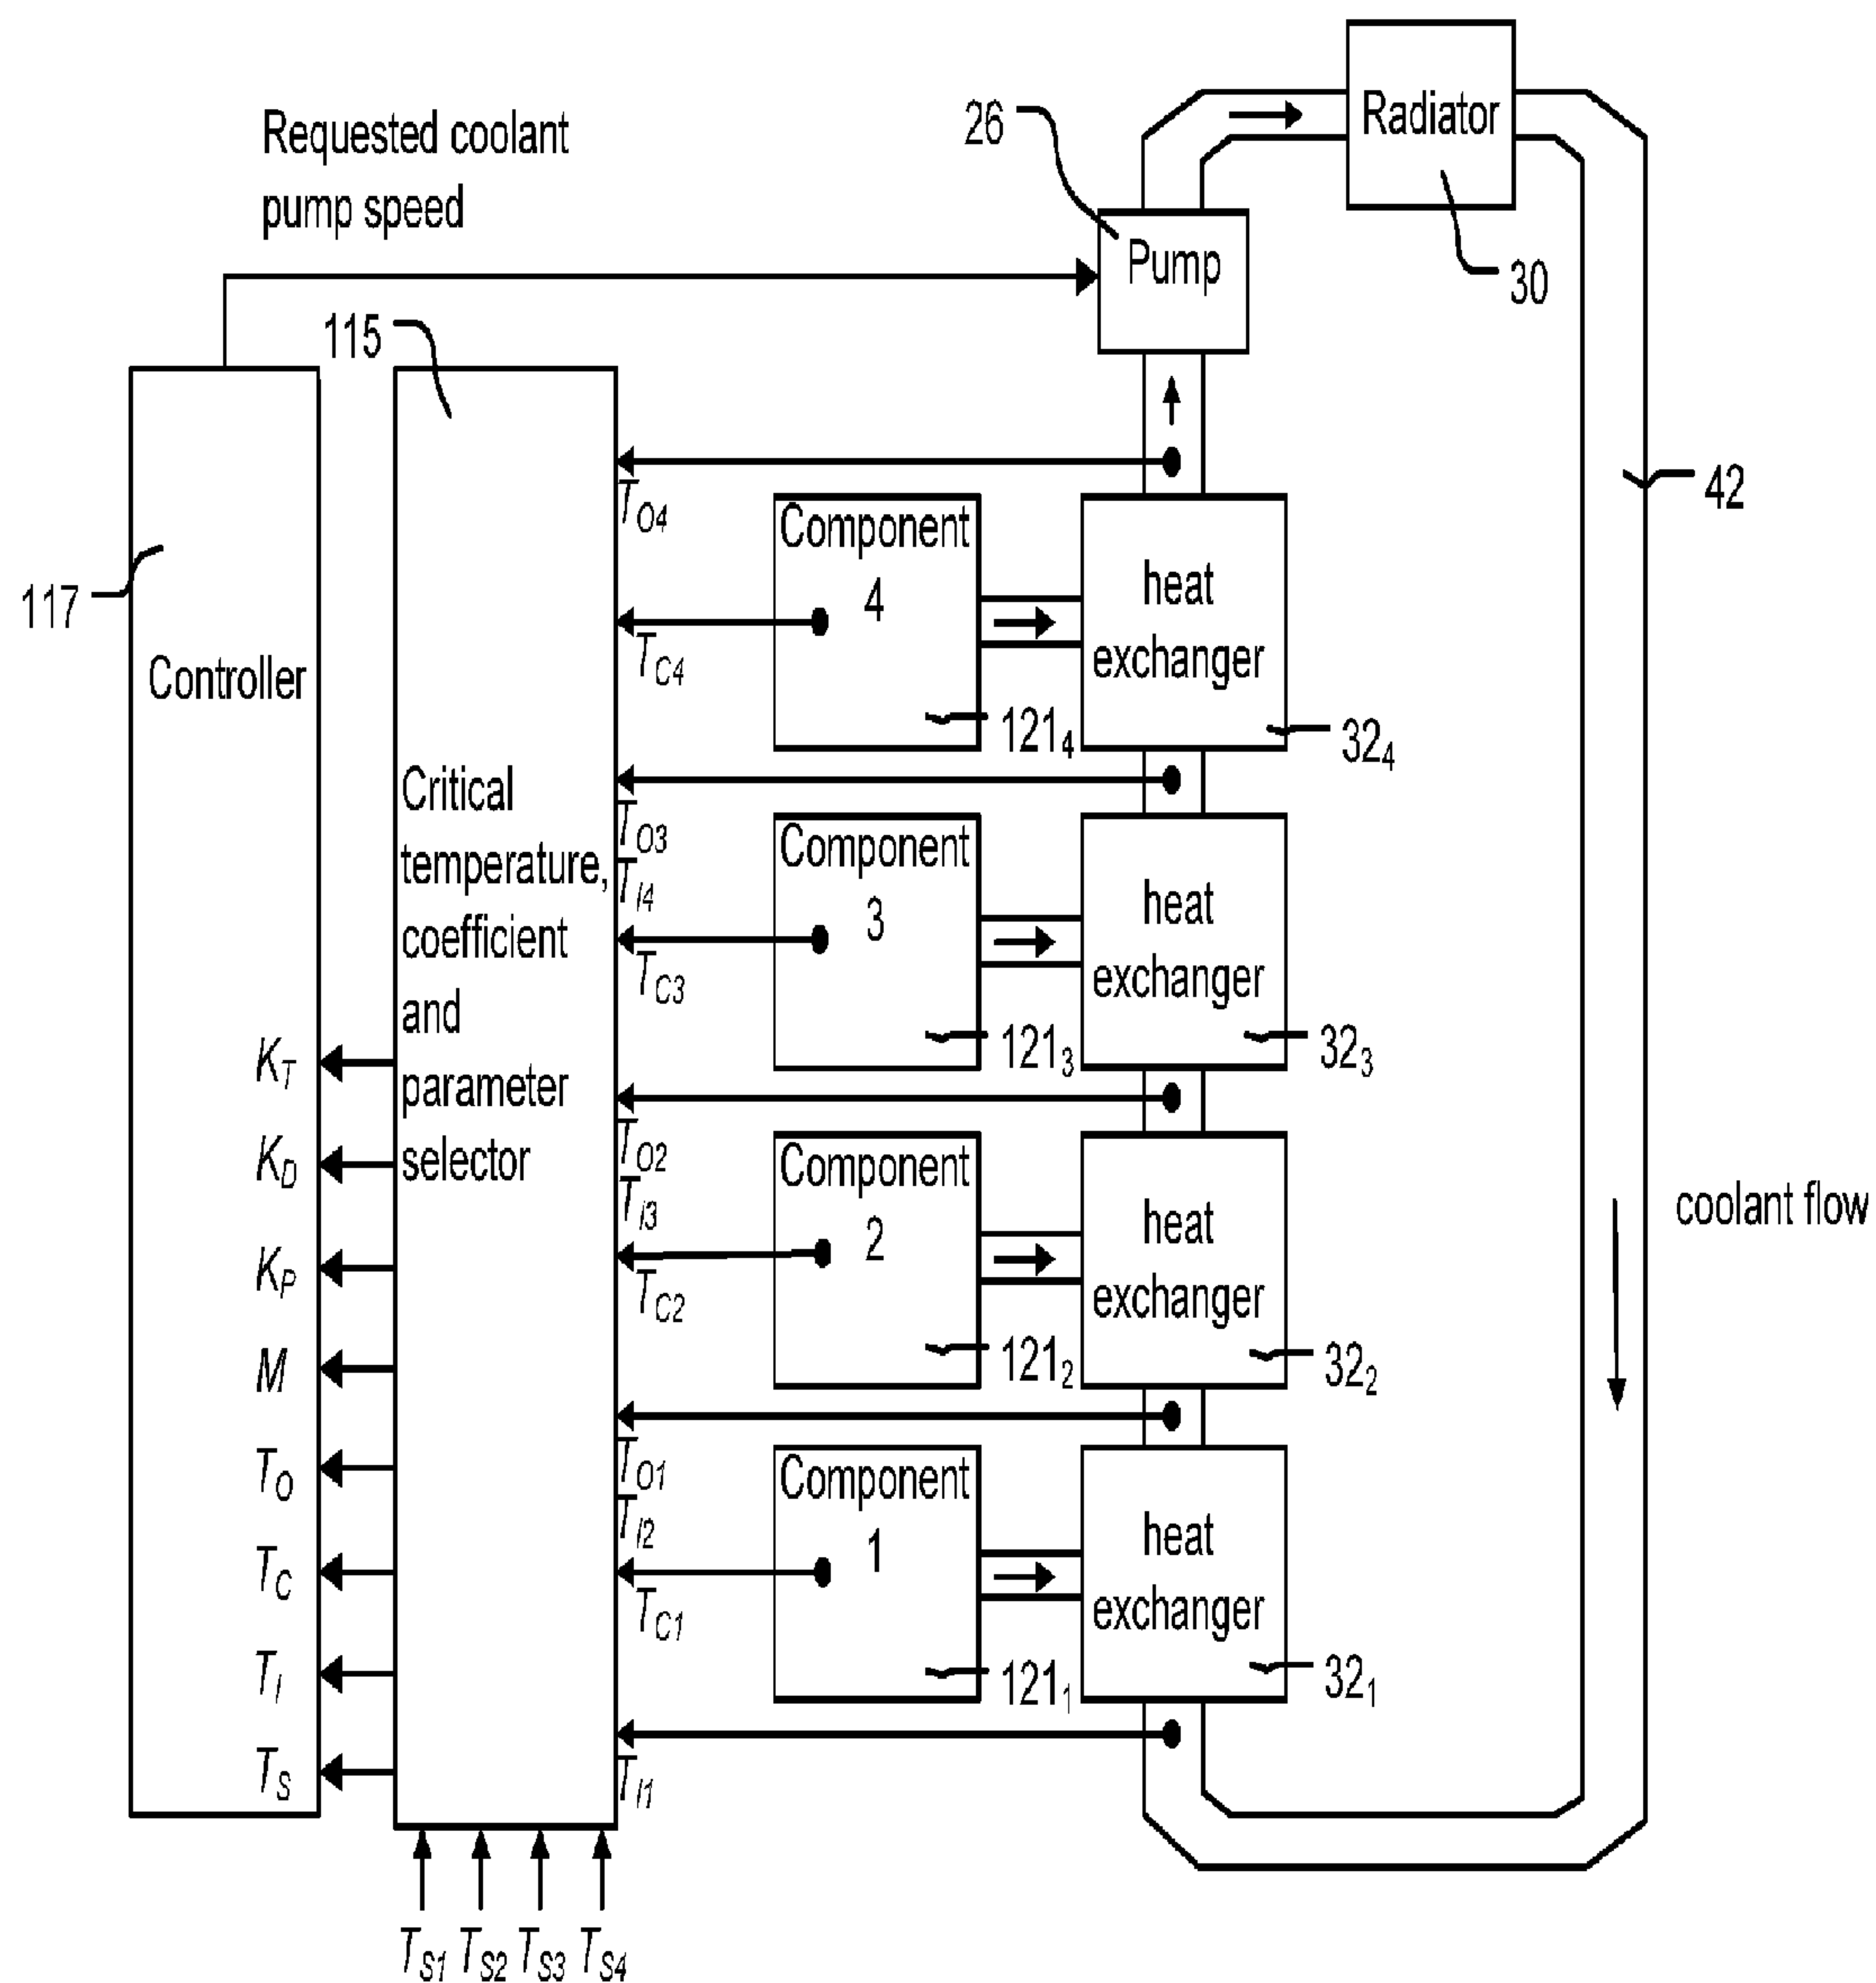 Radiator
26
Requested coolant
pump speed
Pump
30
115
42
T_O4
Component
4
heat
exchanger
117
Controller
T_C4
121_4
32_4
Critical
temperature,
coefficient
and
parameter
selector
T_O3
T_I4
Component
3
heat
exchanger
T_C3
121_3
32_3
K_T
K_D
K_P
M
T_O
T_C
T_I
T_S
T_O2
T_I3
Component
2
heat
exchanger
coolant flow
T_C2
121_2
32_2
T_O1
T_I2
Component
1
heat
exchanger
T_C1
121_1
32_1
T_I1
T_S1 T_S2 T_S3 T_S4